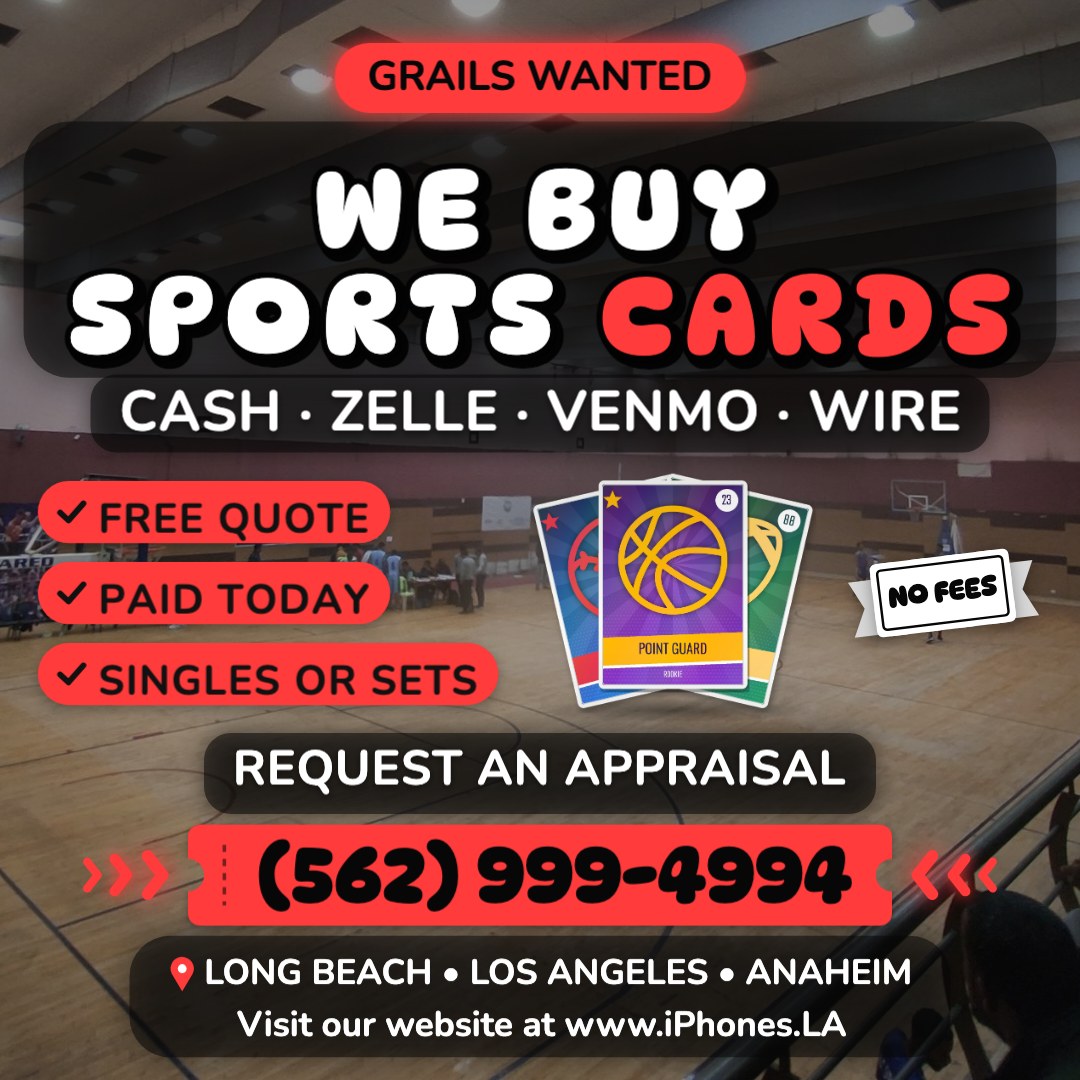 GRAILS WANTED
WE BUY
SPORTS CARDS
CASH · ZELLE · VENMO · WIRE
FREE QUOTE
PAID TODAY
SINGLES OR SETS
23
88
POINT GUARD
ROOKIE
NO FEES
REQUEST AN APPRAISAL
(562) 999-4994
LONG BEACH • LOS ANGELES • ANAHEIM
Visit our website at www.iPhones.LA